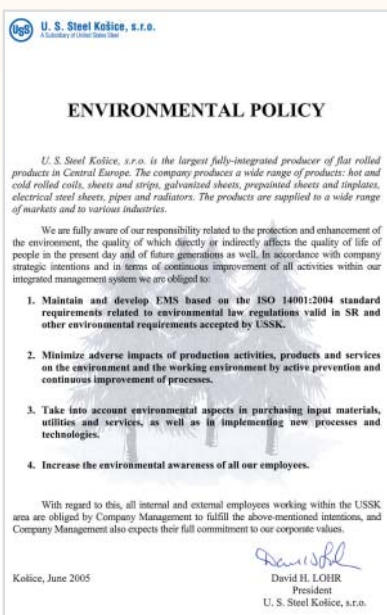 USS
U. S. Steel Košice, s.r.o.
A Subsidiary of United States Steel
ENVIRONMENTAL POLICY
U. S. Steel Košice, s.r.o. is the largest fully-integrated producer of flat rolled
products in Central Europe. The company produces a wide range of products: hot and
cold rolled coils, sheets and strips, galvanized sheets, prepainted sheets and tinplates,
electrical steel sheets, pipes and radiators. The products are supplied to a wide range
of markets and to various industries.
We are fully aware of our responsibility related to the protection and enhancement of
the environment, the quality of which directly or indirectly affects the quality of life of
people in the present day and of future generations as well. In accordance with company
strategic intentions and in terms of continuous improvement of all activities within our
integrated management system we are obliged to:
1. Maintain and develop EMS based on the ISO 14001:2004 standard
requirements related to environmental law regulations valid in SR and
other environmental requirements accepted by USSK.
2. Minimize adverse impacts of production activities, products and services
on the environment and the working environment by active prevention and
continuous improvement of processes.
3. Take into account environmental aspects in purchasing input materials,
utilities and services, as well as in implementing new processes and
technologies.
4. Increase the environmental awareness of all our employees.
With regard to this, all internal and external employees working within the USSK
area are obliged by Company Management to fulfill the above-mentioned intentions, and
Company Management also expects their full commitment to our corporate values.
Košice, June 2005
David H. LOHR
President
U. S. Steel Košice, s.r.o.